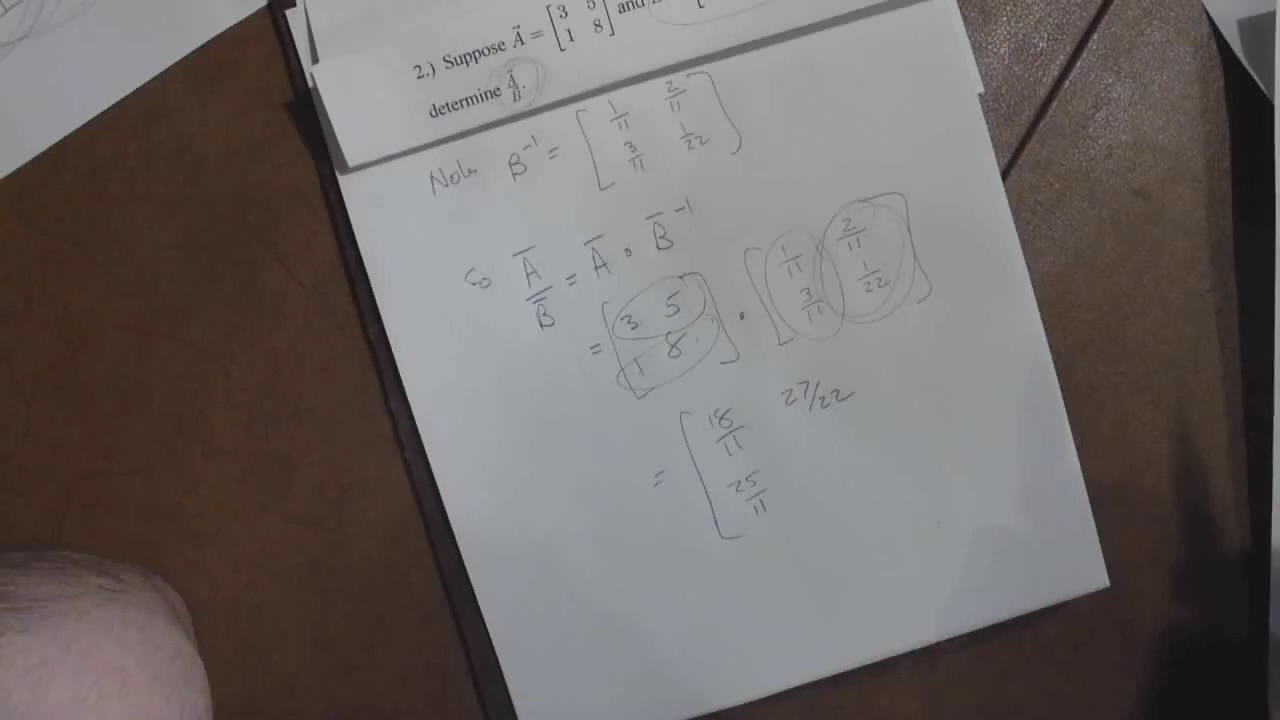 2.) Suppose A⃗ = [3 5; 1 8] and
determine A⃗/B⃗.
Note B⁻¹ = [1/11 2/11; 3/11 1/22]
So A̅/B̅ = A̅ · B̅⁻¹
= [3 5; 1 8] · [1/11 2/11; 3/11 1/22]
= [18/11 27/22; 25/11